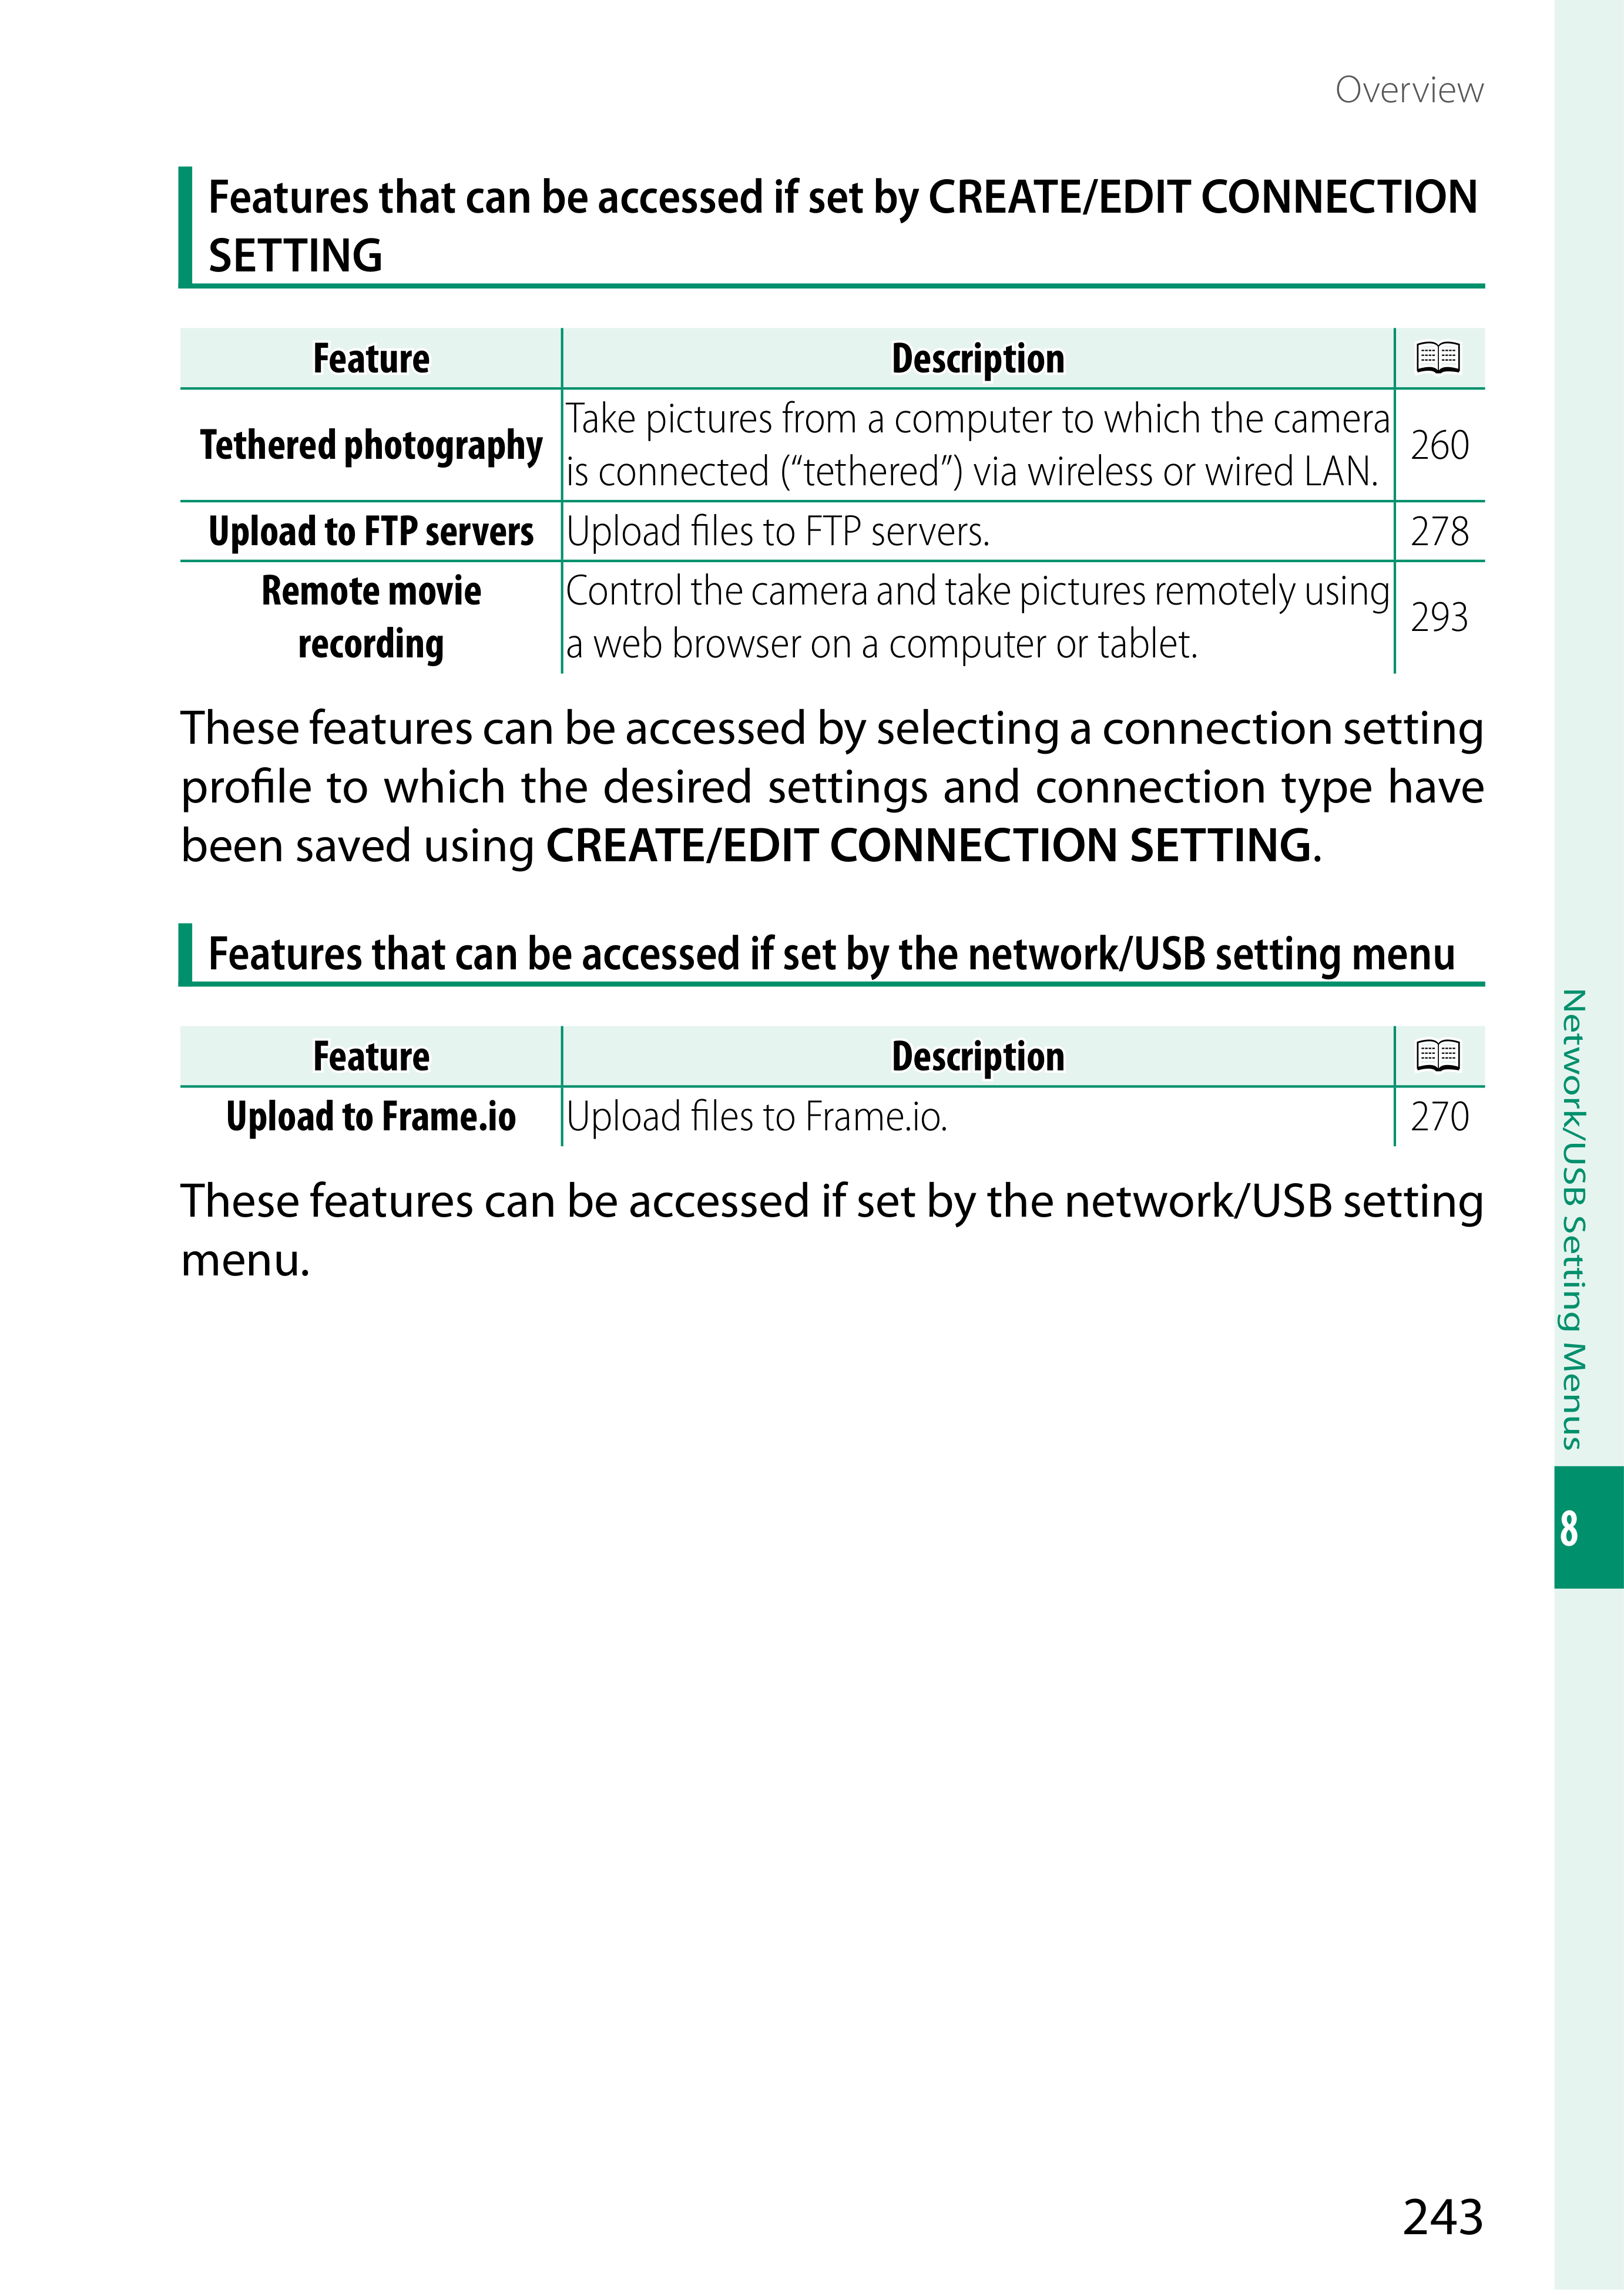 Overview
Features that can be accessed if set by CREATE/EDIT CONNECTION
SETTING
Feature Description
Tethered photography Take pictures from a computer to which the camera
is connected (“tethered”) via wireless or wired LAN. 260
Upload to FTP servers Upload files to FTP servers. 278
Remote movie
recording Control the camera and take pictures remotely using
a web browser on a computer or tablet. 293
These features can be accessed by selecting a connection setting
profile to which the desired settings and connection type have
been saved using CREATE/EDIT CONNECTION SETTING.
Features that can be accessed if set by the network/USB setting menu
Feature Description
Upload to Frame.io Upload files to Frame.io. 270
These features can be accessed if set by the network/USB setting
menu.
Network/USB Setting Menus
8
243